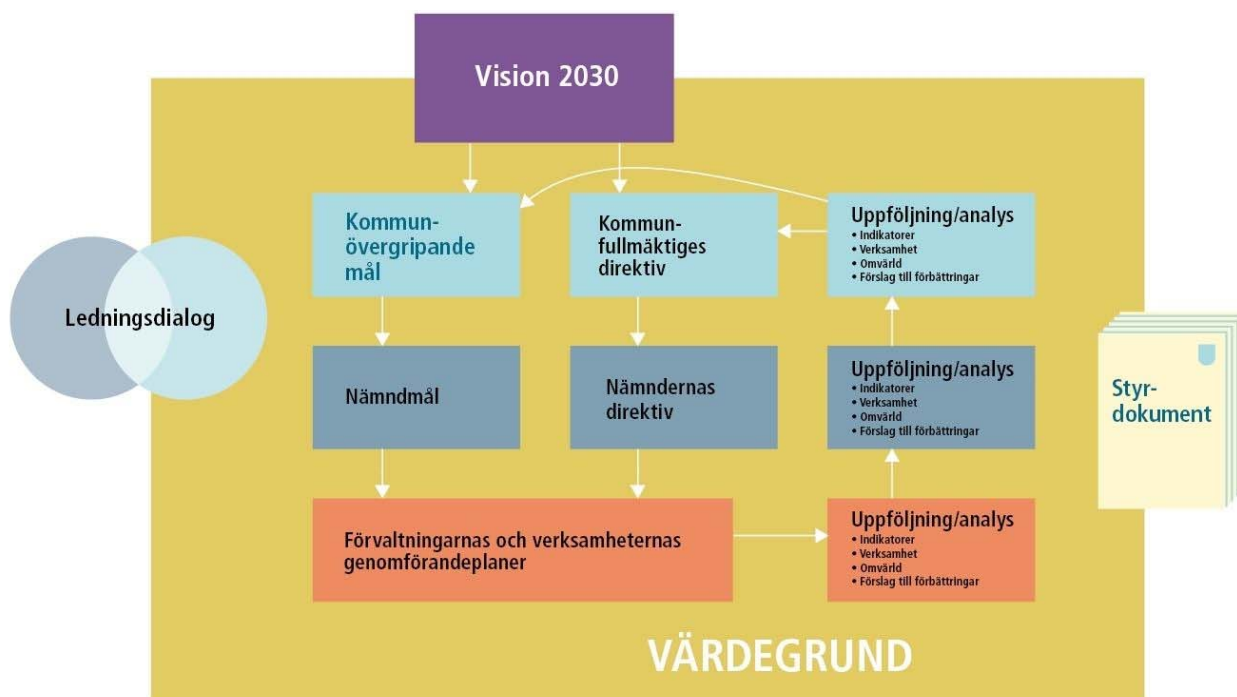 Vision 2030
Kommun-
övergripande
mål
Kommun-
fullmäktiges
direktiv
Uppföljning/analys
• Indikatorer
• Verksamhet
• Omvärld
• Förslag till förbättringar
Ledningsdialog
Nämndmål
Nämndernas
direktiv
Uppföljning/analys
• Indikatorer
• Verksamhet
• Omvärld
• Förslag till förbättringar
Styr-
dokument
Förvaltningarnas och verksamheternas
genomförandeplaner
Uppföljning/analys
• Indikatorer
• Verksamhet
• Omvärld
• Förslag till förbättringar
VÄRDEGRUND